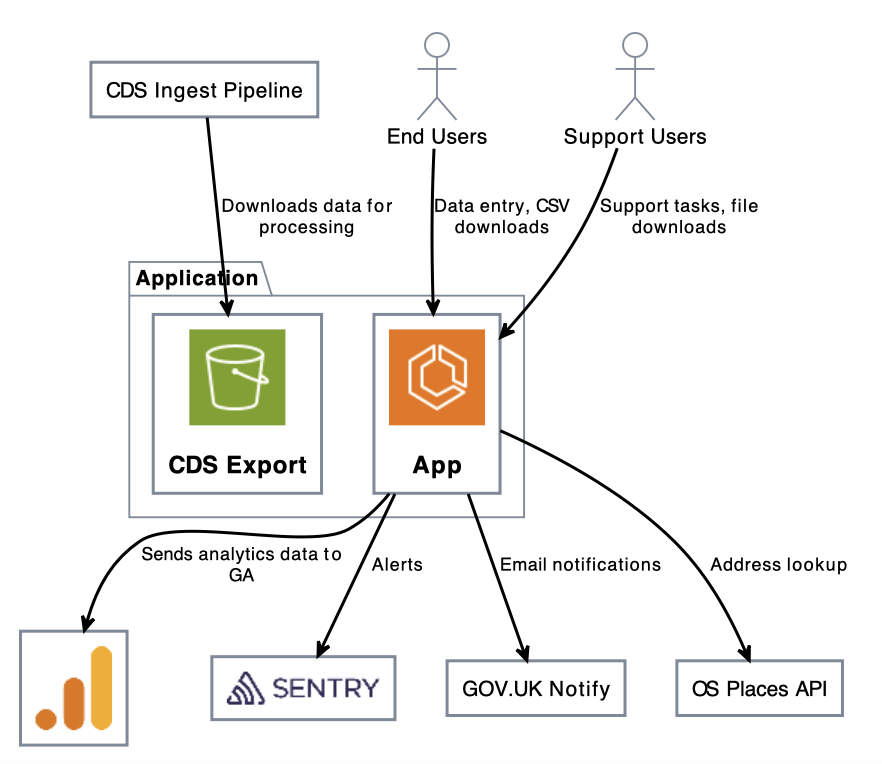 CDS Ingest Pipeline
End Users
Support Users
Downloads data for
processing
Data entry, CSV
downloads
Support tasks, file
downloads
Application
CDS Export
App
Sends analytics data to
GA
Alerts
Email notifications
Address lookup
SENTRY
GOV.UK Notify
OS Places API